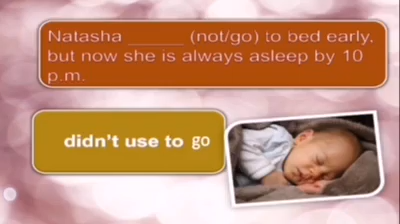 Natasha ______ (not/go) to bed early,
but now she is always asleep by 10
p.m.
didn't use to go